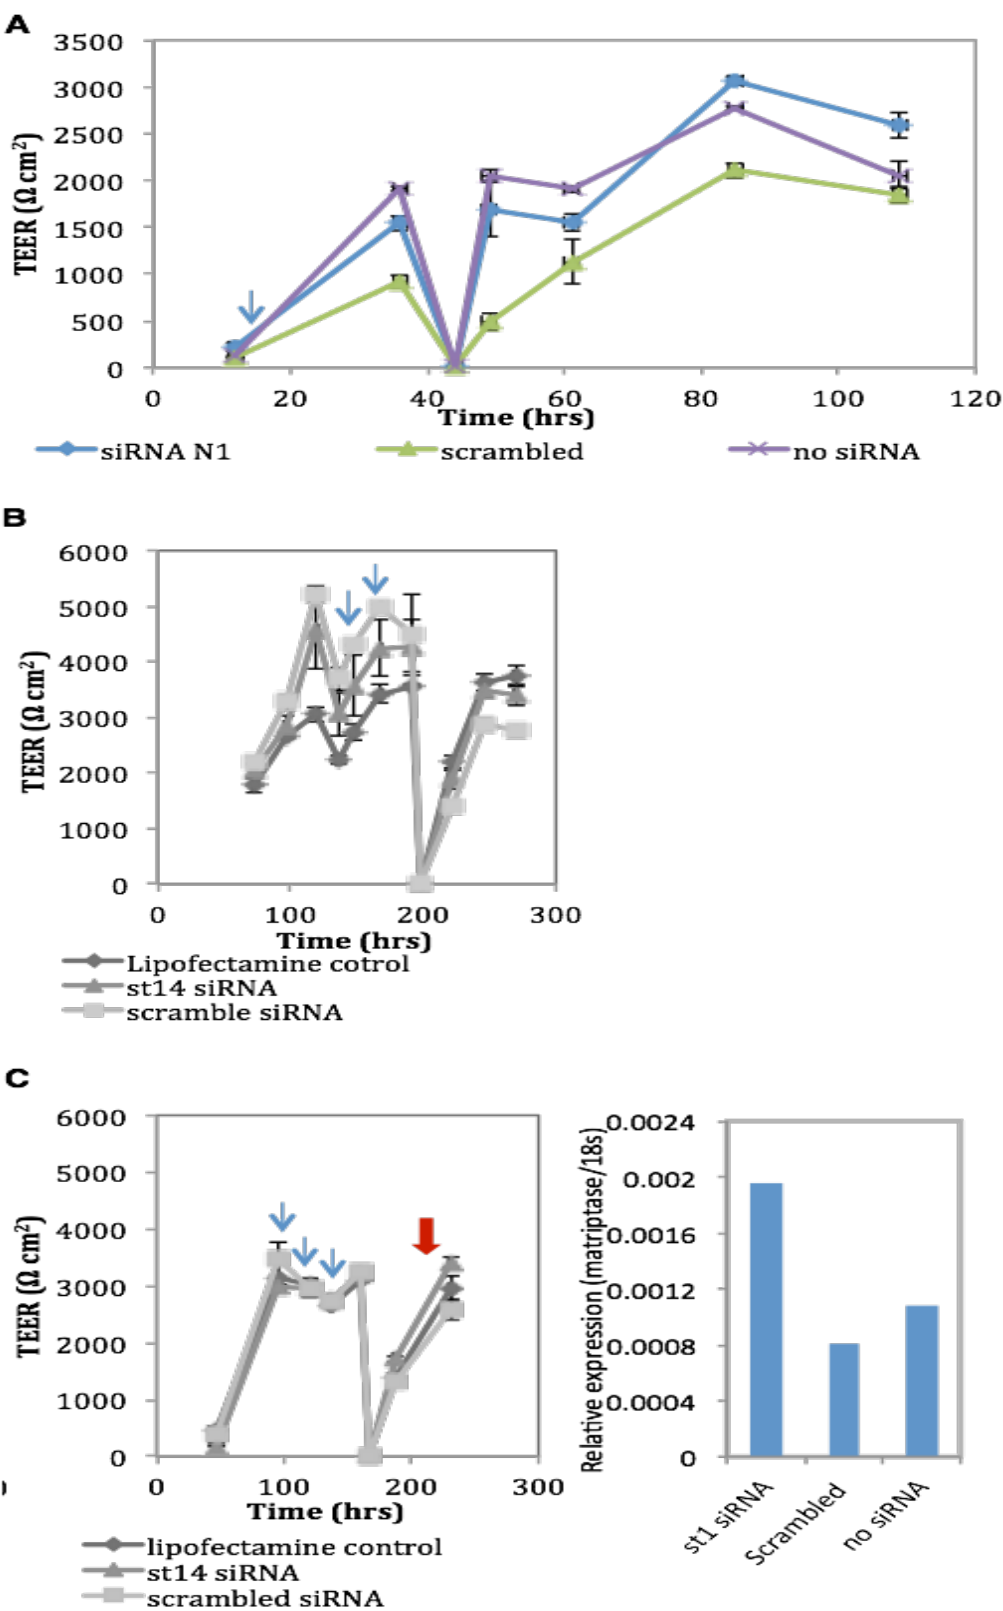 A
3500
3000
2500
2000
1500
1000
500
0
TEER (Ω cm²)
0 20 40 60 80 100 120
Time (hrs)
siRNA N1 scrambled no siRNA
B
6000
5000
4000
3000
2000
1000
0
TEER (Ω cm²)
0 100 200 300
Time (hrs)
Lipofectamine cotrol
st14 siRNA
scramble siRNA
C
6000
5000
4000
3000
2000
1000
0
TEER (Ω cm²)
0 100 200 300
Time (hrs)
lipofectamine control
st14 siRNA
scrambled siRNA
Relative expression (matriptase/18s)
0.0024
0.002
0.0016
0.0012
0.0008
0.0004
0
st1 siRNA
Scrambled
no siRNA